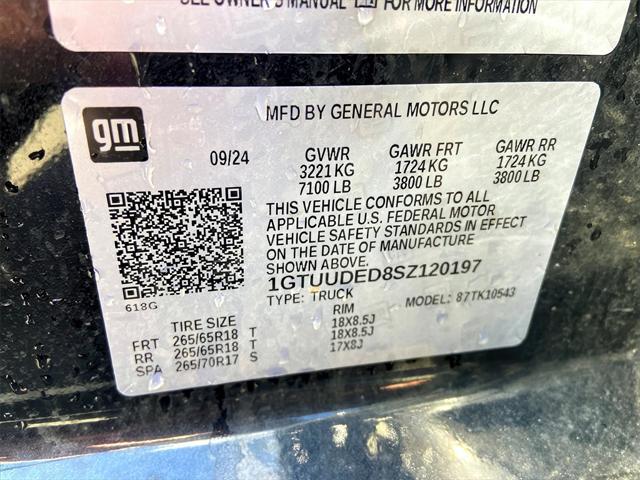 SEE OWNER'S MANUAL FOR MORE INFORMATION
gm
MFD BY GENERAL MOTORS LLC
09/24 GVWR GAWR FRT GAWR RR
3221 KG 1724 KG 1724 KG
7100 LB 3800 LB 3800 LB
THIS VEHICLE CONFORMS TO ALL
APPLICABLE U.S. FEDERAL MOTOR
VEHICLE SAFETY STANDARDS IN EFFECT
ON THE DATE OF MANUFACTURE
SHOWN ABOVE.
1GTUUDED8SZ120197
TYPE: TRUCK MODEL: 87TK10543
618G
TIRE SIZE RIM
FRT 265/65R18 T 18X8.5J
RR 265/65R18 T 18X8.5J
SPA 265/70R17 S 17X8J